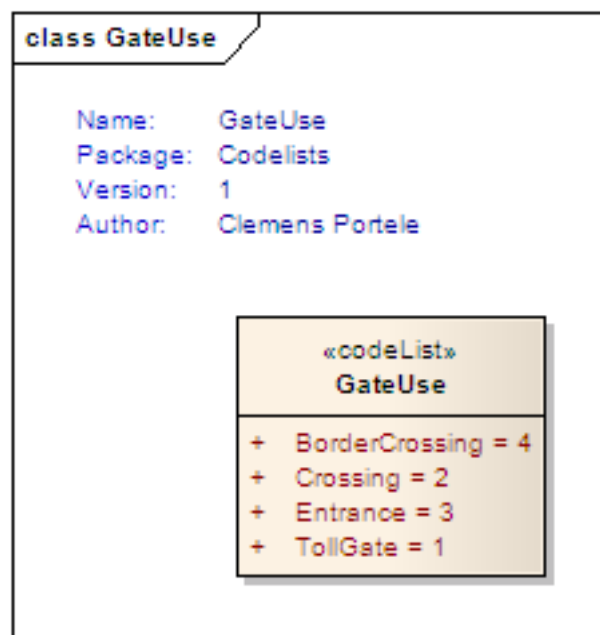 class GateUse
Name: GateUse
Package: Codelists
Version: 1
Author: Clemens Portele
«codeList»
GateUse
+ BorderCrossing = 4
+ Crossing = 2
+ Entrance = 3
+ TollGate = 1